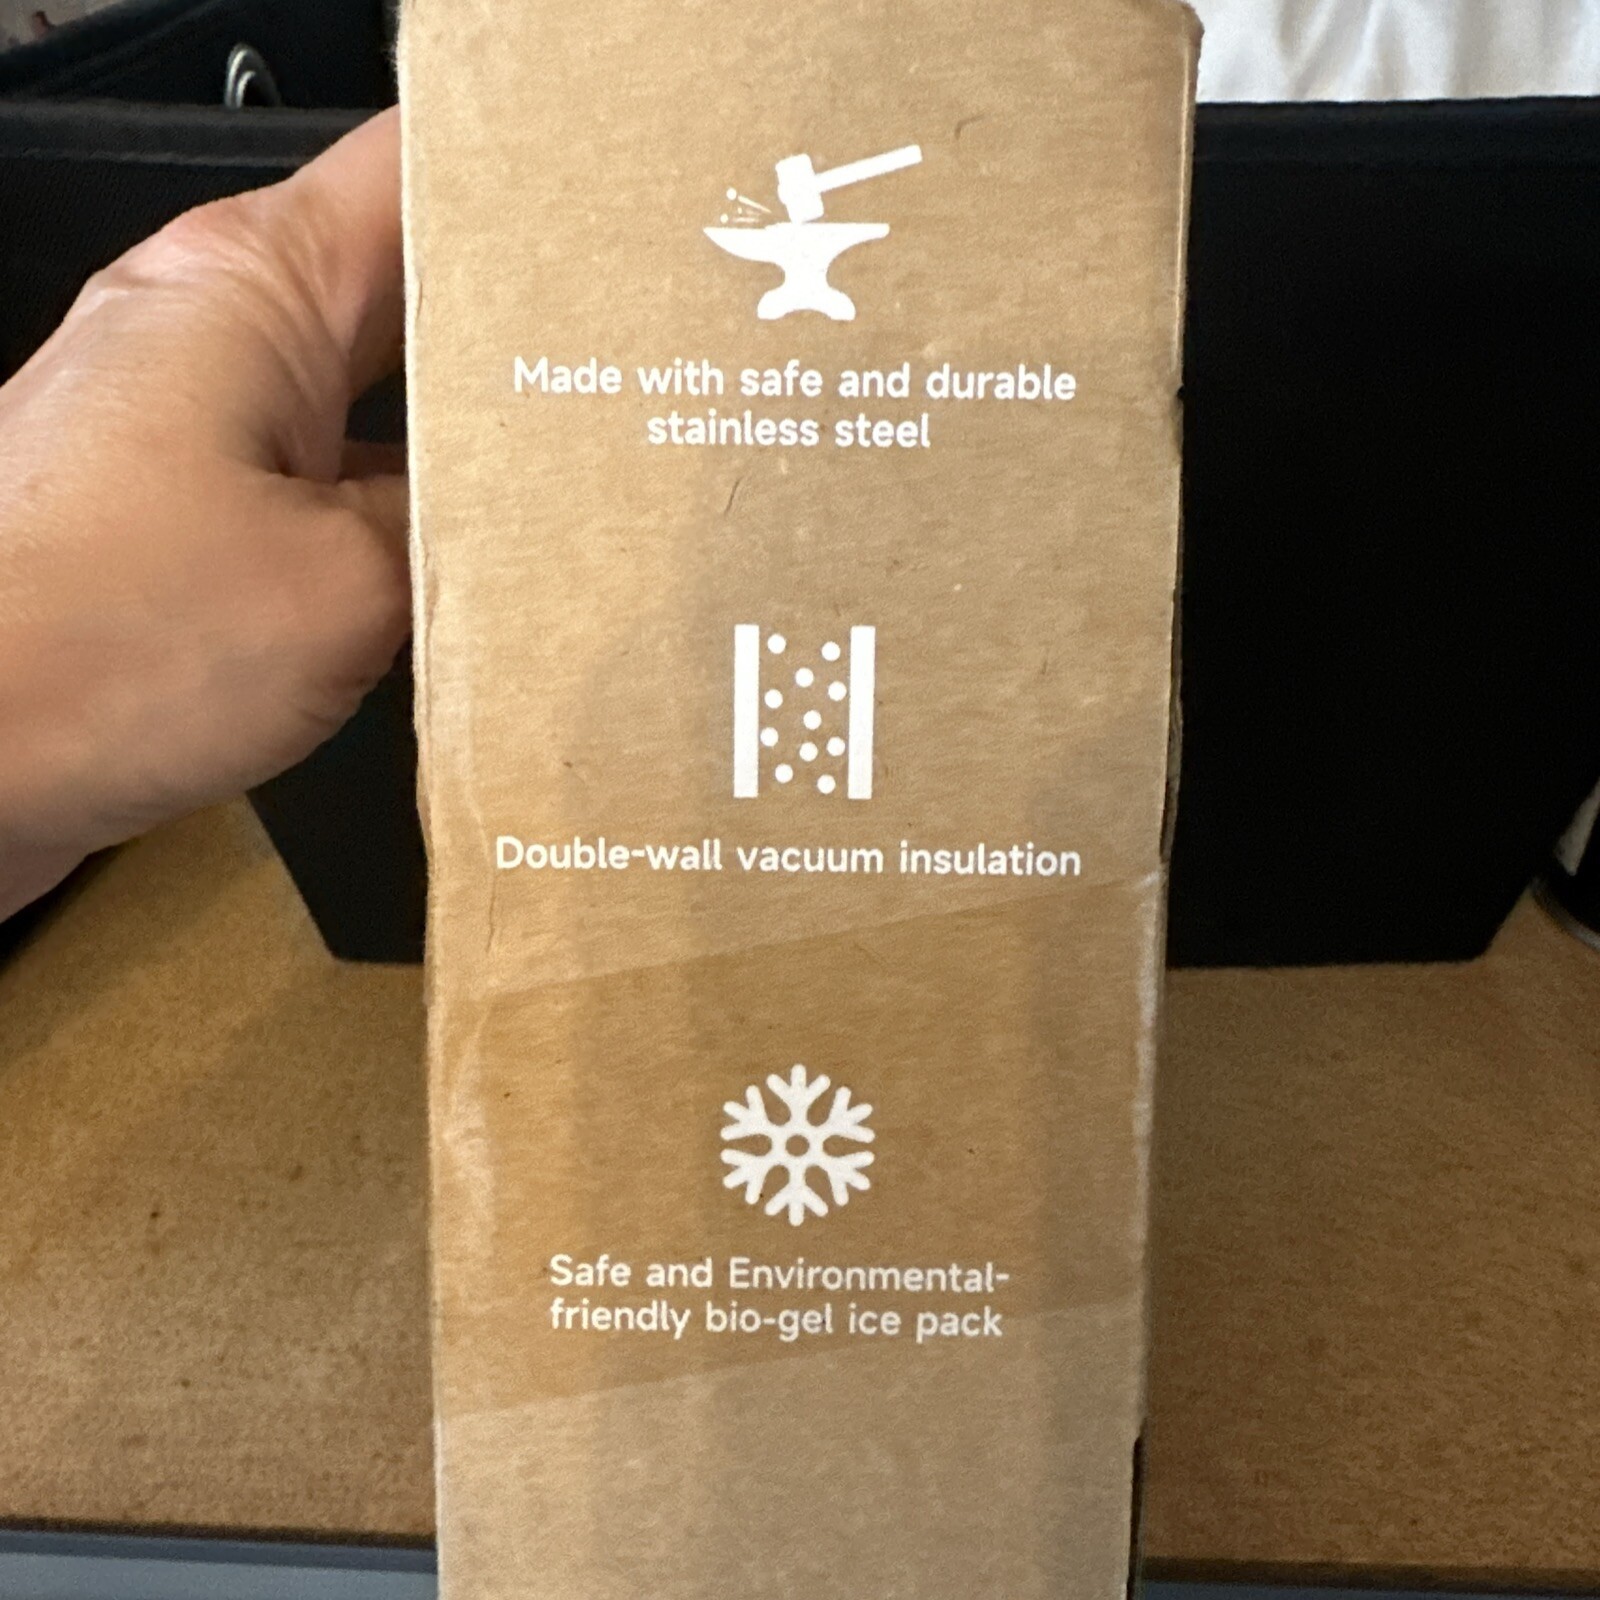 Made with safe and durable
stainless steel
Double-wall vacuum insulation
Safe and Environmental-
friendly bio-gel ice pack